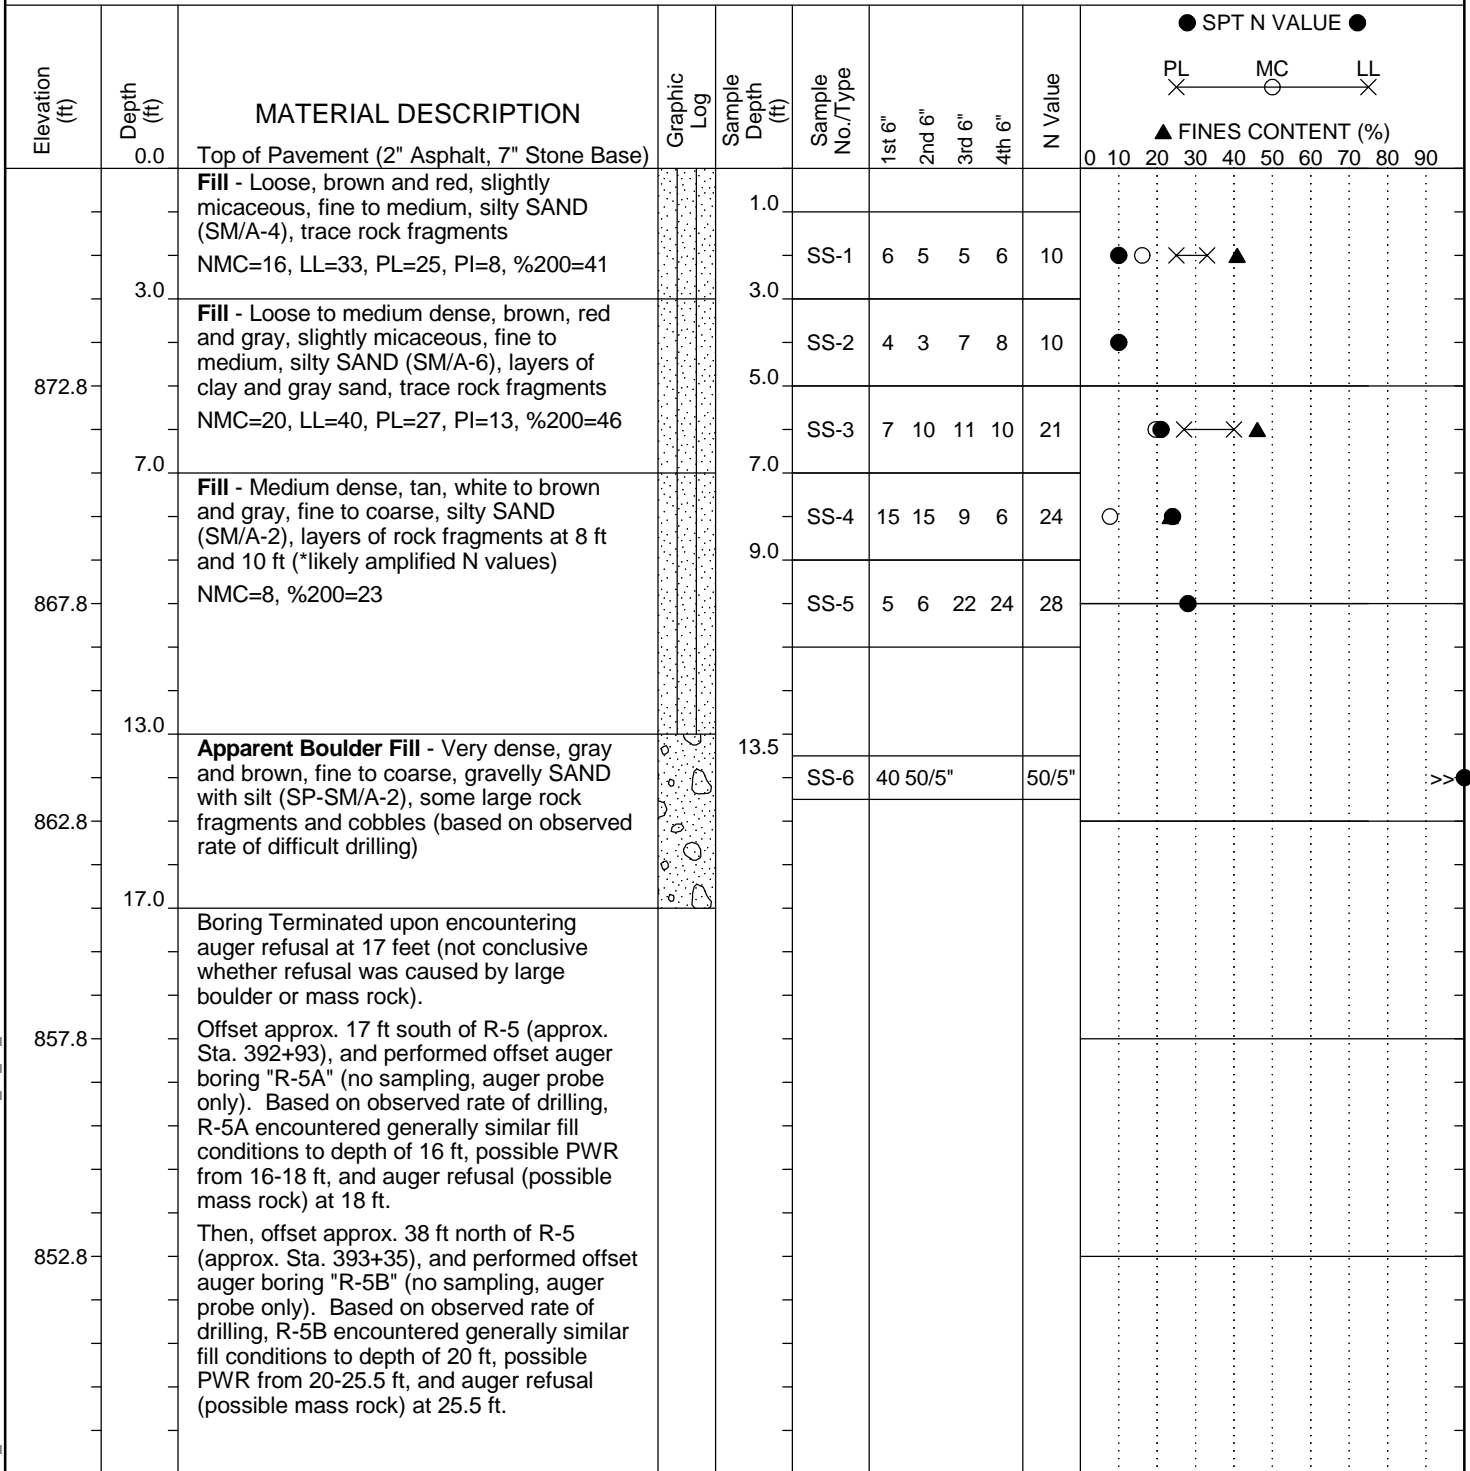 ● SPT N VALUE ●
PL MC LL
▲ FINES CONTENT (%)
0 10 20 30 40 50 60 70 80 90
Elevation
(ft)
Depth
(ft)
0.0
MATERIAL DESCRIPTION
Top of Pavement (2" Asphalt, 7" Stone Base)
Graphic
Log
Sample
Depth
(ft)
Sample
No./Type
1st 6"
2nd 6"
3rd 6"
4th 6"
N Value
Fill - Loose, brown and red, slightly
micaceous, fine to medium, silty SAND
(SM/A-4), trace rock fragments
NMC=16, LL=33, PL=25, PI=8, %200=41
1.0
SS-1 6 5 5 6 10
3.0
3.0
Fill - Loose to medium dense, brown, red
and gray, slightly micaceous, fine to
medium, silty SAND (SM/A-6), layers of
clay and gray sand, trace rock fragments
NMC=20, LL=40, PL=27, PI=13, %200=46
SS-2 4 3 7 8 10
872.8
5.0
SS-3 7 10 11 10 21
7.0
7.0
Fill - Medium dense, tan, white to brown
and gray, fine to coarse, silty SAND
(SM/A-2), layers of rock fragments at 8 ft
and 10 ft (*likely amplified N values)
NMC=8, %200=23
SS-4 15 15 9 6 24
9.0
867.8
SS-5 5 6 22 24 28
13.0
Apparent Boulder Fill - Very dense, gray
and brown, fine to coarse, gravelly SAND
with silt (SP-SM/A-2), some large rock
fragments and cobbles (based on observed
rate of difficult drilling)
13.5
SS-6 40 50/5" 50/5"
>>
862.8
17.0
Boring Terminated upon encountering
auger refusal at 17 feet (not conclusive
whether refusal was caused by large
boulder or mass rock).
857.8
Offset approx. 17 ft south of R-5 (approx.
Sta. 392+93), and performed offset auger
boring "R-5A" (no sampling, auger probe
only). Based on observed rate of drilling,
R-5A encountered generally similar fill
conditions to depth of 16 ft, possible PWR
from 16-18 ft, and auger refusal (possible
mass rock) at 18 ft.
852.8
Then, offset approx. 38 ft north of R-5
(approx. Sta. 393+35), and performed offset
auger boring "R-5B" (no sampling, auger
probe only). Based on observed rate of
drilling, R-5B encountered generally similar
fill conditions to depth of 20 ft, possible
PWR from 20-25.5 ft, and auger refusal
(possible mass rock) at 25.5 ft.